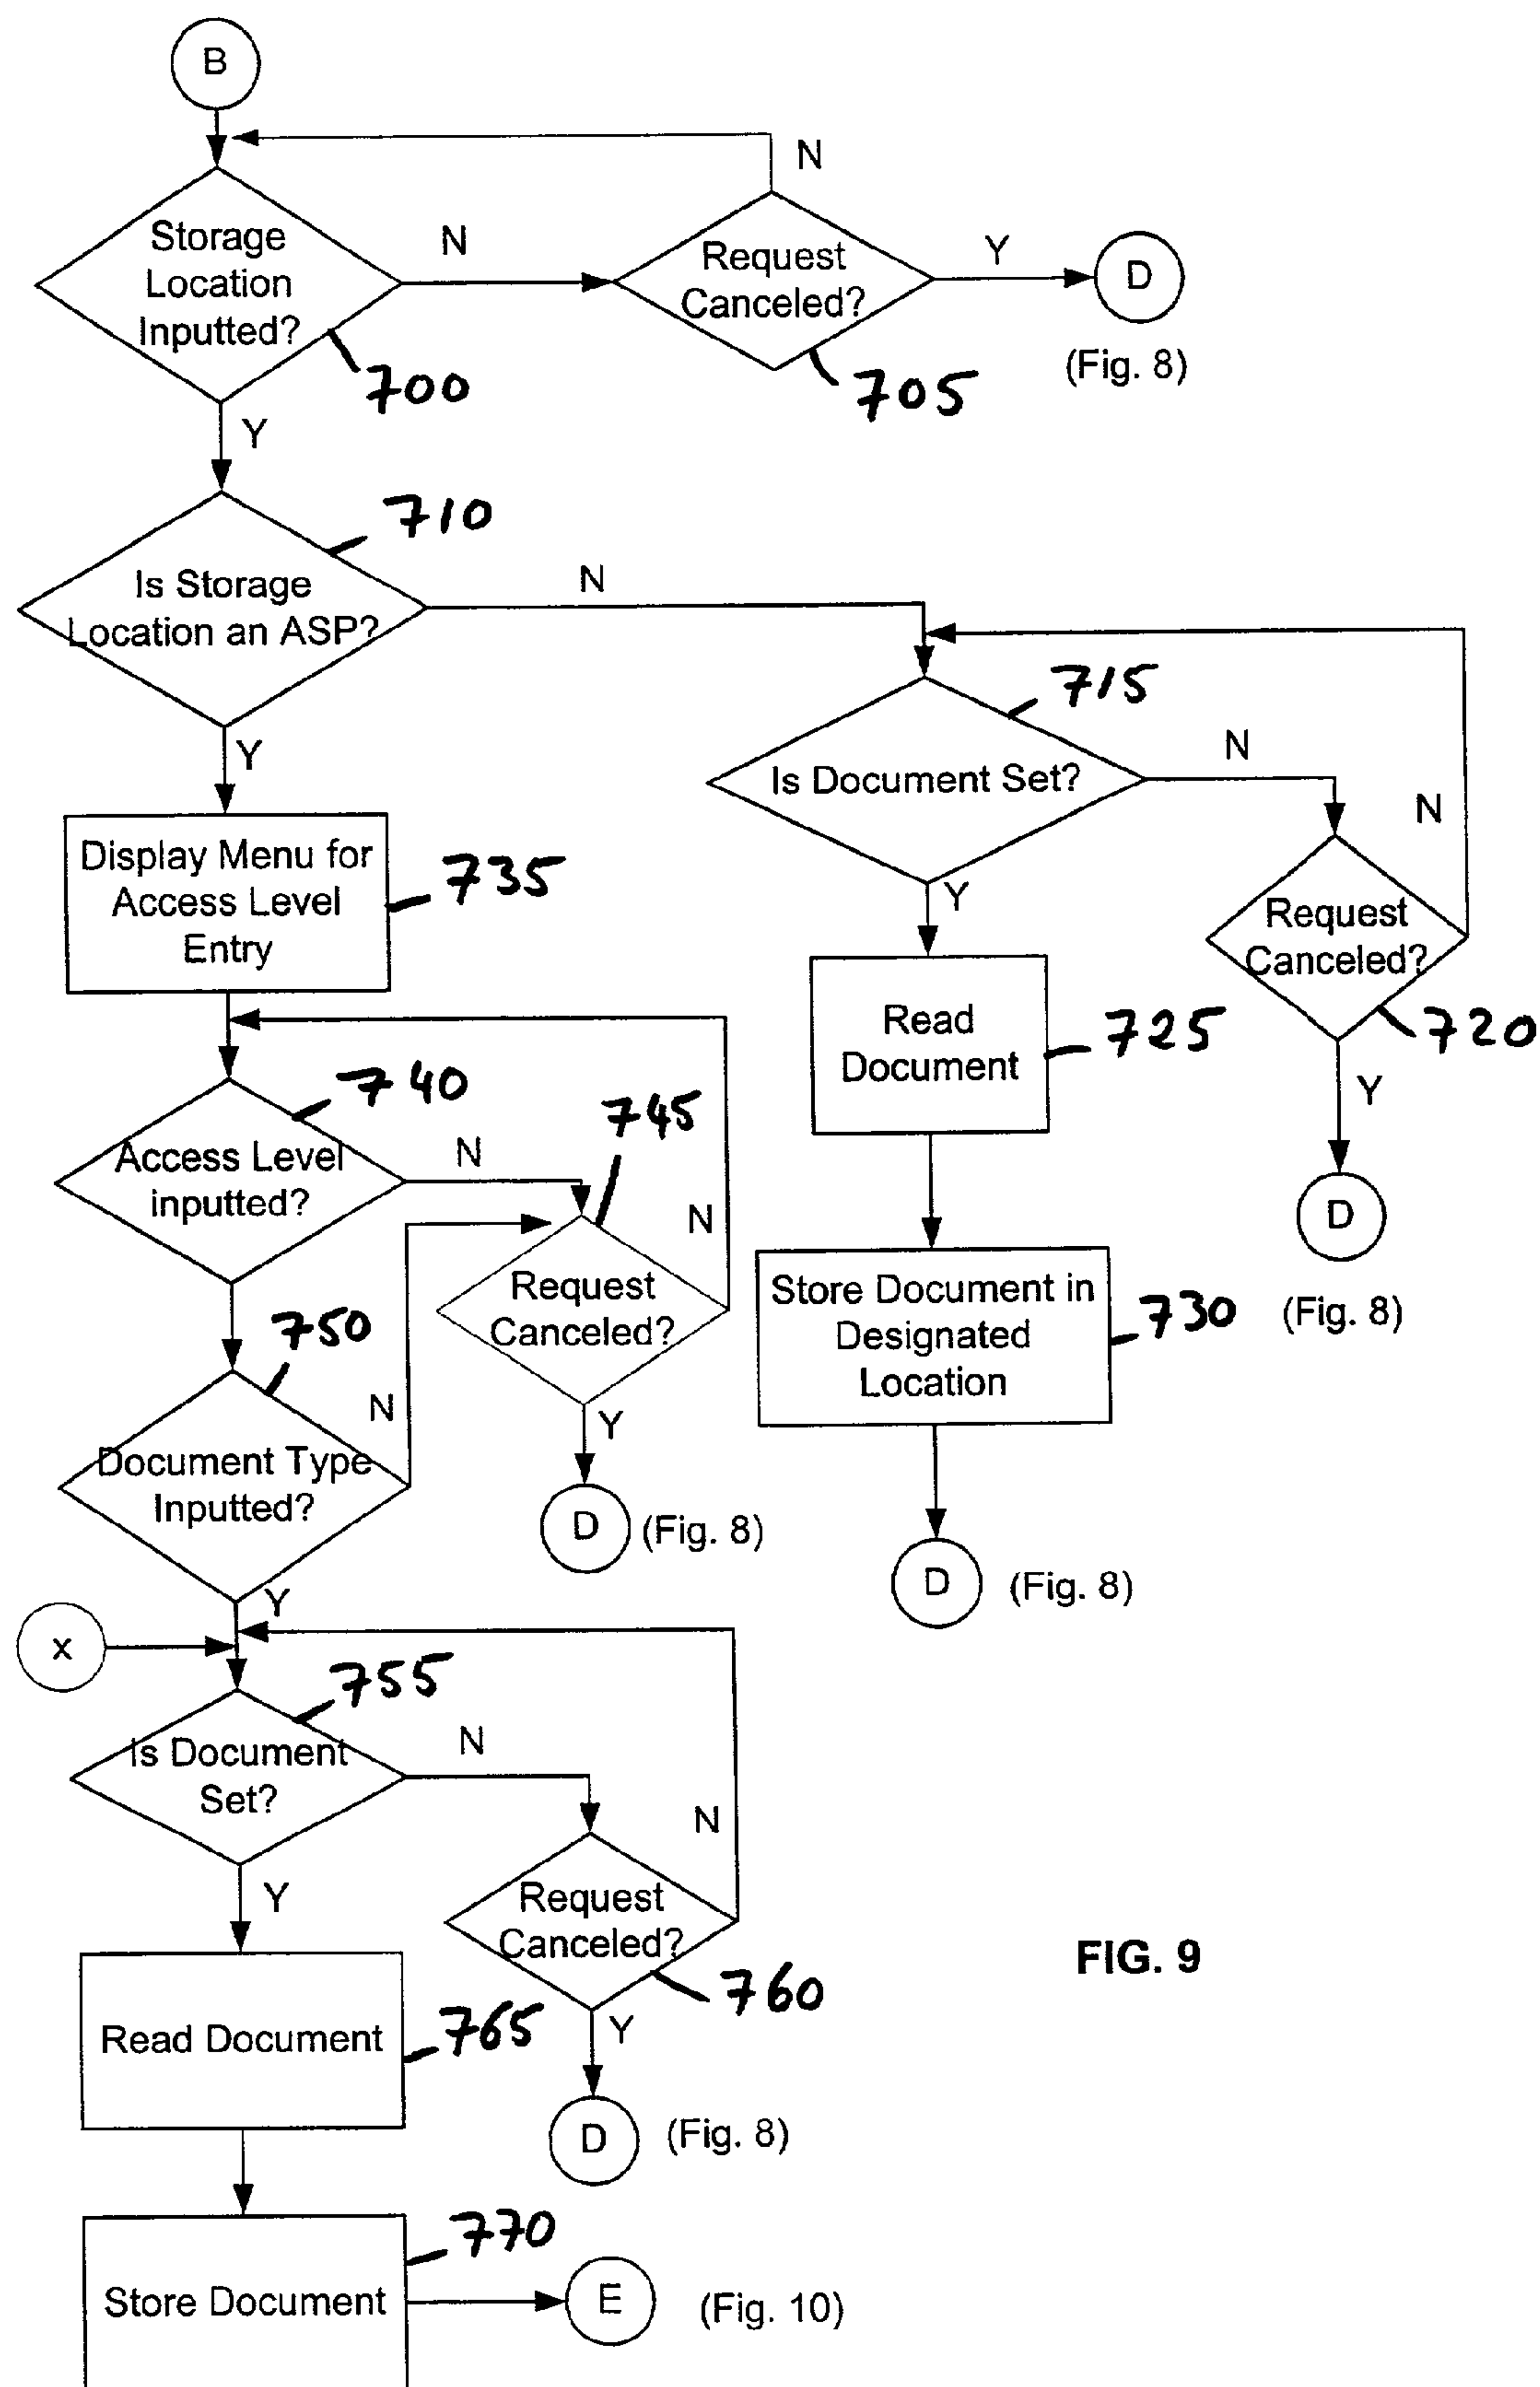 B
N
Storage
Location
Inputted?
N
Request
Canceled?
Y
D
(Fig. 8)
700
705
Y
710
Is Storage
Location an ASP?
N
715
Is Document Set?
N
N
Y
Display Menu for
Access Level
Entry
735
Y
Request
Canceled?
720
Read
Document
725
Y
D
(Fig. 8)
740
Access Level
inputted?
N
745
N
Request
Canceled?
Store Document in
Designated
Location
730
750
N
Document Type
Inputted?
Y
D
(Fig. 8)
D
(Fig. 8)
Y
x
755
Is Document
Set?
N
N
Y
Request
Canceled?
760
FIG. 9
Read Document
765
Y
D
(Fig. 8)
770
Store Document
E
(Fig. 10)